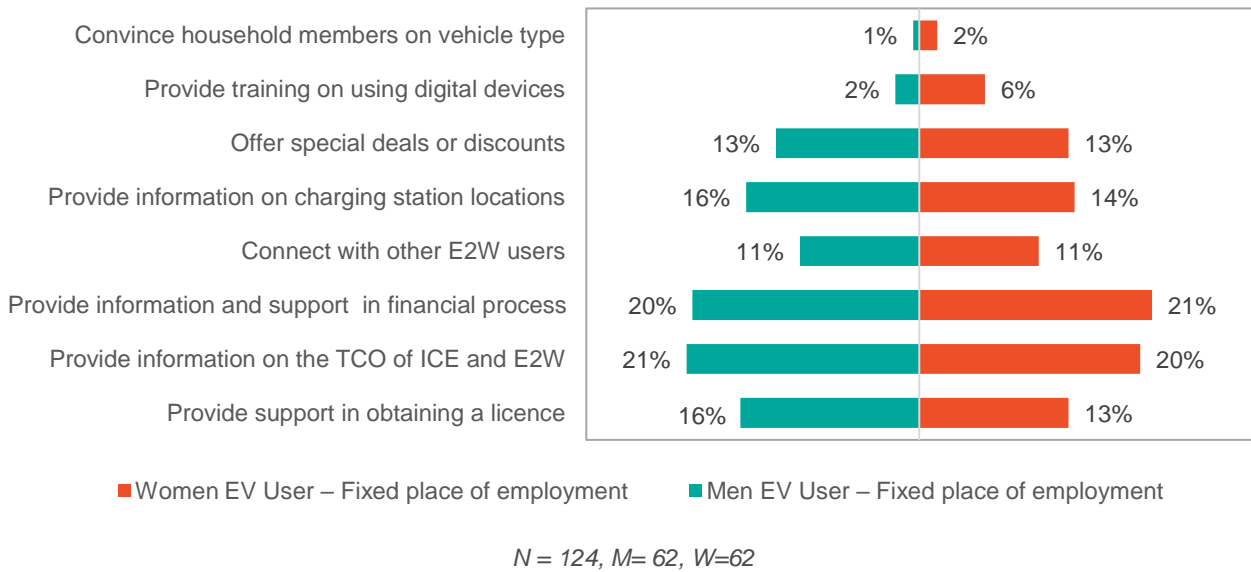 Convince household members on vehicle type 1% 2%
Provide training on using digital devices 2% 6%
Offer special deals or discounts 13% 13%
Provide information on charging station locations 16% 14%
Connect with other E2W users 11% 11%
Provide information and support in financial process 20% 21%
Provide information on the TCO of ICE and E2W 21% 20%
Provide support in obtaining a licence 16% 13%
Women EV User – Fixed place of employment Men EV User – Fixed place of employment
N = 124, M= 62, W=62